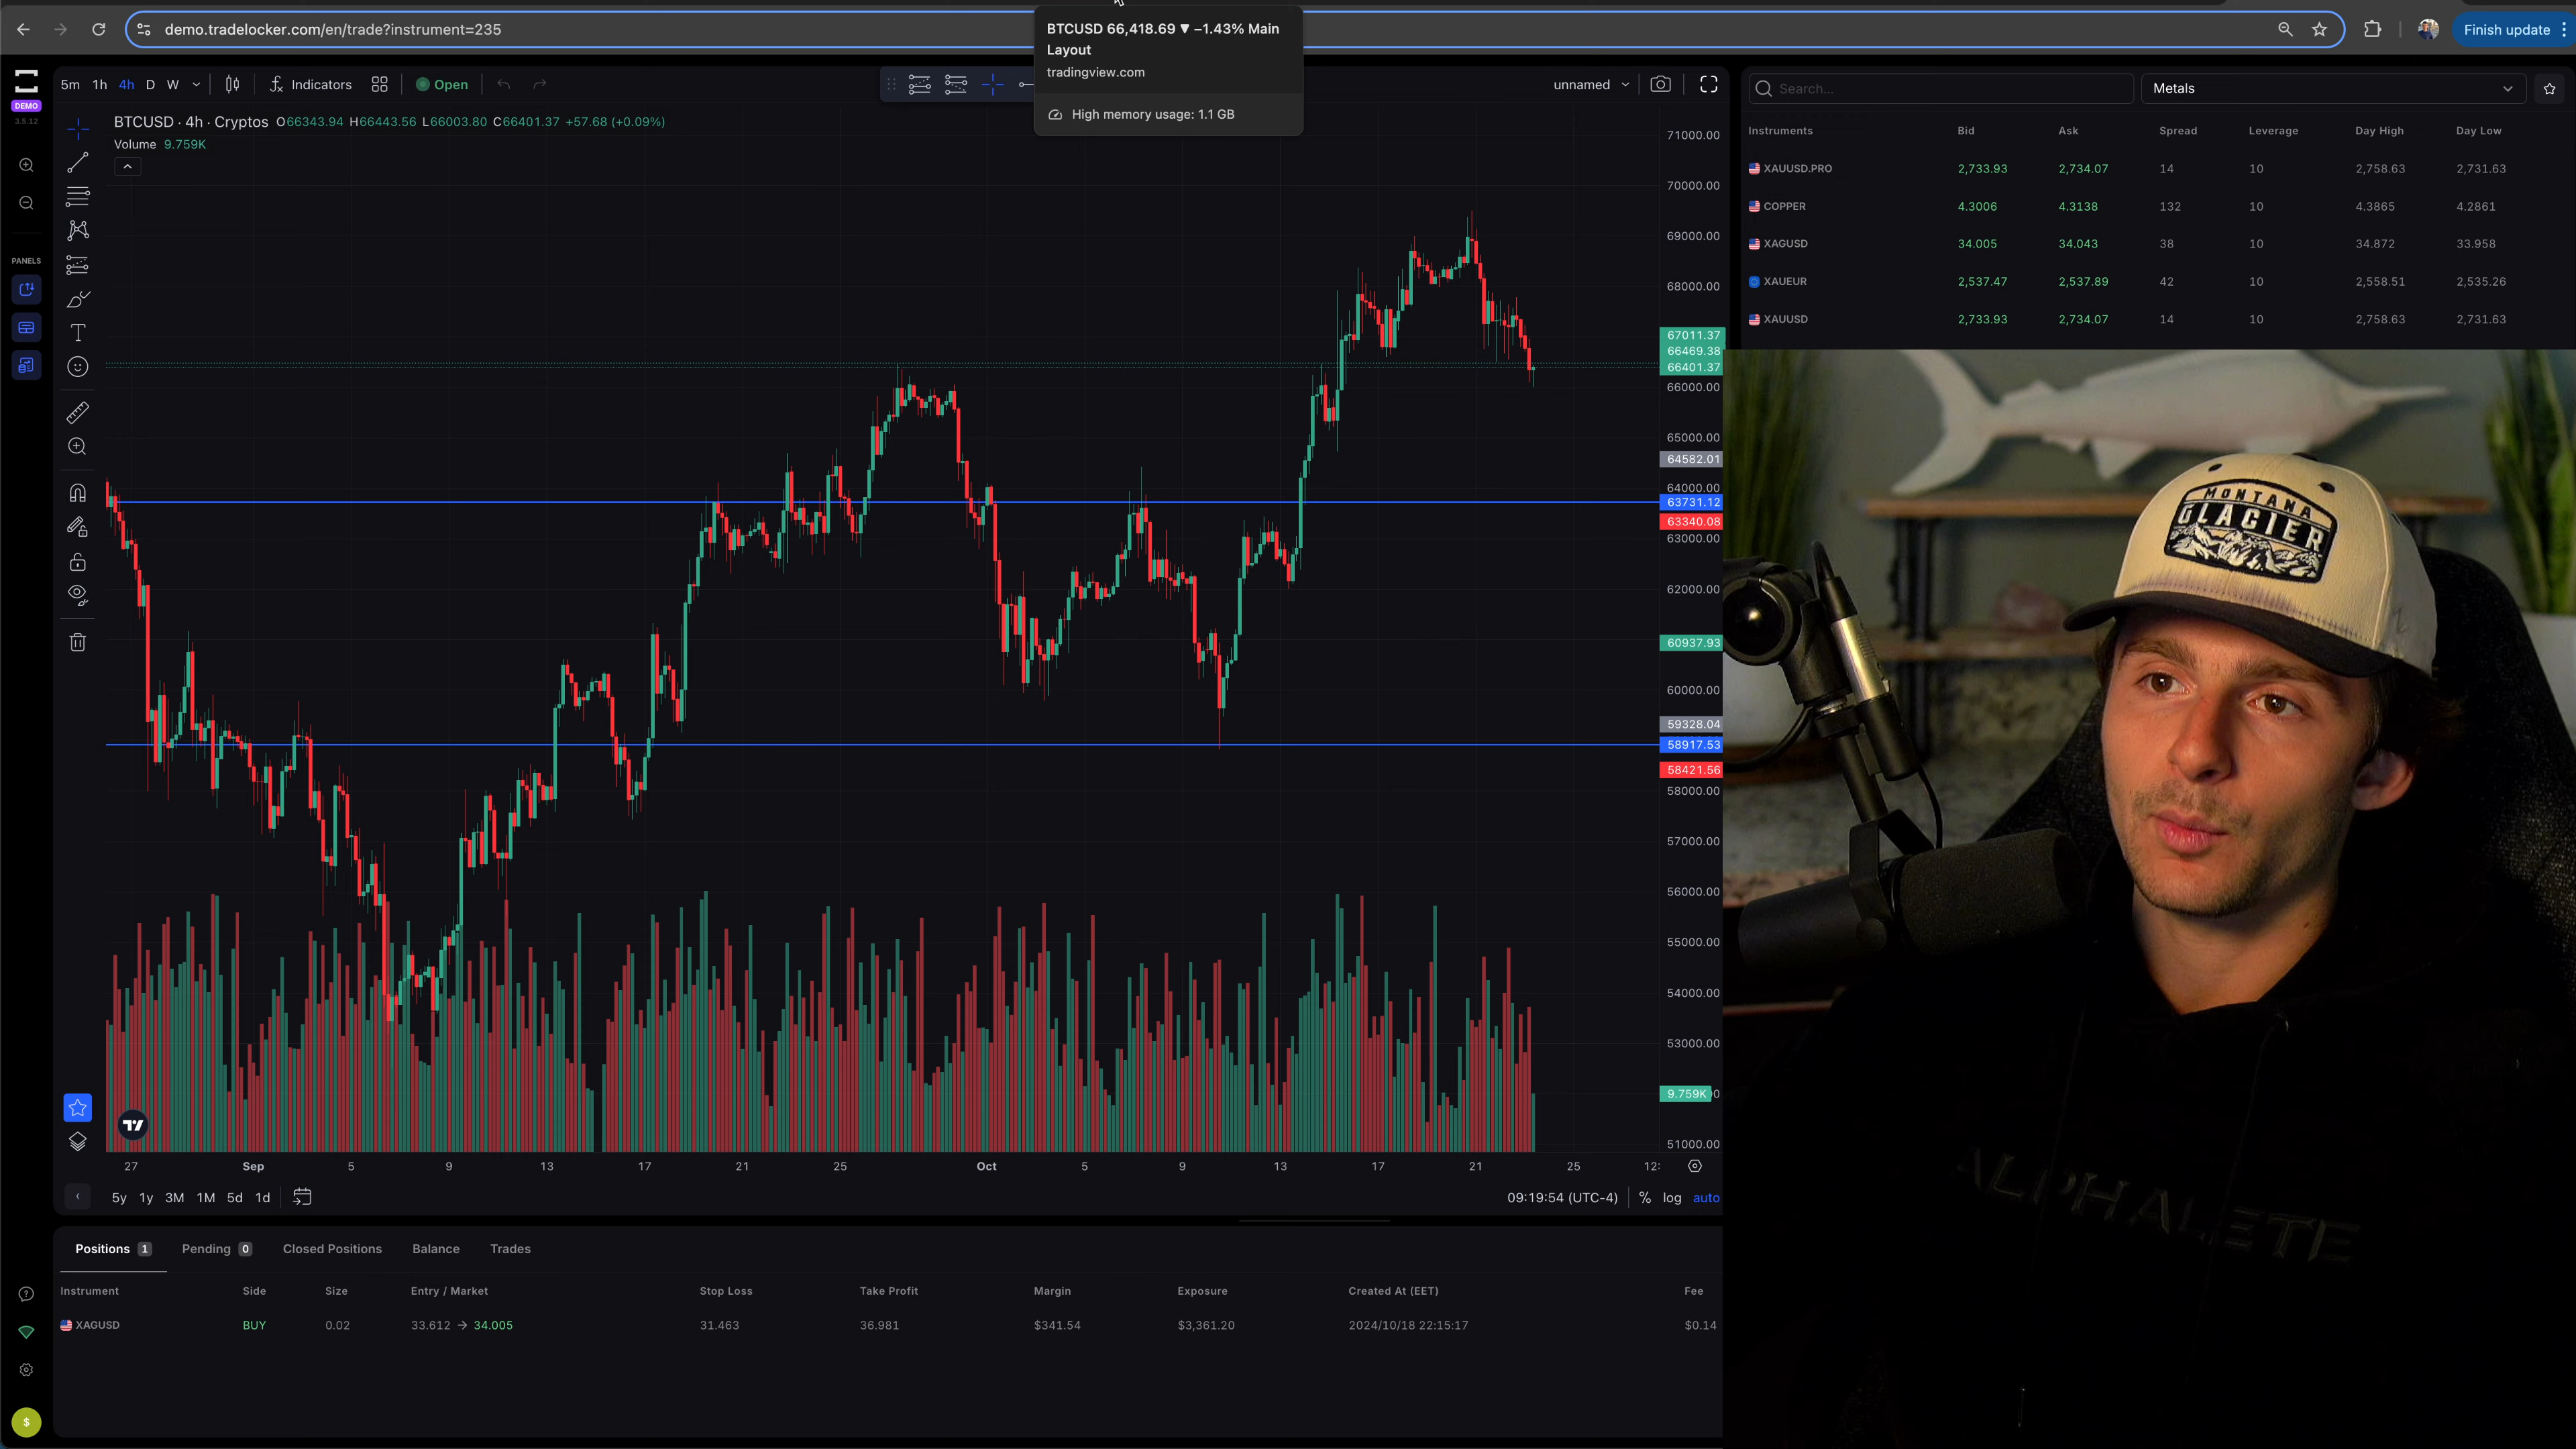 demo.tradelocker.com/en/trade?instrument=235
Finish update
BTCUSD 66,418.69 ▼ −1.43% Main
Layout
tradingview.com
High memory usage: 1.1 GB
DEMO
3.5.12
5m 1h 4h D W
Indicators
Open
unnamed
BTCUSD · 4h · Cryptos O66343.94 H66443.56 L66003.80 C66401.37 +57.68 (+0.09%)
Volume 9.759K
PANELS
71000.00
70000.00
69000.00
68000.00
67011.37
66469.38
66401.37
66000.00
65000.00
64582.01
64000.00
63731.12
63340.08
63000.00
62000.00
60937.93
60000.00
59328.04
58917.53
58421.56
58000.00
57000.00
56000.00
55000.00
54000.00
53000.00
9.759K
51000.00
27 Sep 5 9 13 17 21 25 Oct 5 9 13 17 21 25 12:
5y 1y 3M 1M 5d 1d
09:19:54 (UTC-4) % log auto
Search...
Metals
Instruments Bid Ask Spread Leverage Day High Day Low
XAUUSD.PRO 2,733.93 2,734.07 14 10 2,758.63 2,731.63
COPPER 4.3006 4.3138 132 10 4.3865 4.2861
XAGUSD 34.005 34.043 38 10 34.872 33.958
XAUEUR 2,537.47 2,537.89 42 10 2,558.51 2,535.26
XAUUSD 2,733.93 2,734.07 14 10 2,758.63 2,731.63
MONTANA
GLACIER
ALPHALETE
Positions 1 Pending 0 Closed Positions Balance Trades
Instrument Side Size Entry / Market Stop Loss Take Profit Margin Exposure Created At (EET) Fee
XAGUSD BUY 0.02 33.612 → 34.005 31.463 36.981 $341.54 $3,361.20 2024/10/18 22:15:17 $0.14
$